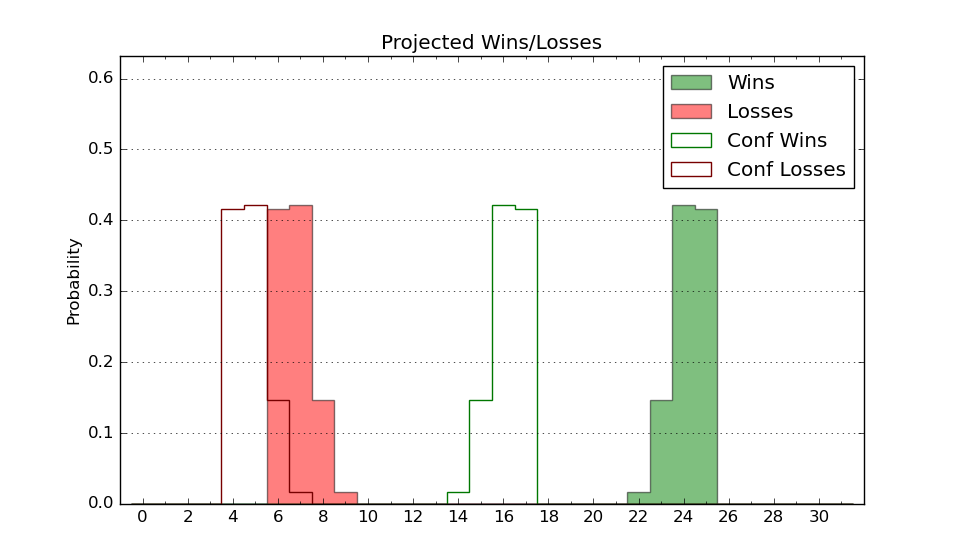 Projected Wins/Losses
Wins
Losses
Conf Wins
Conf Losses
Probability
0.6
0.5
0.4
0.3
0.2
0.1
0.0
0 2 4 6 8 10 12 14 16 18 20 22 24 26 28 30